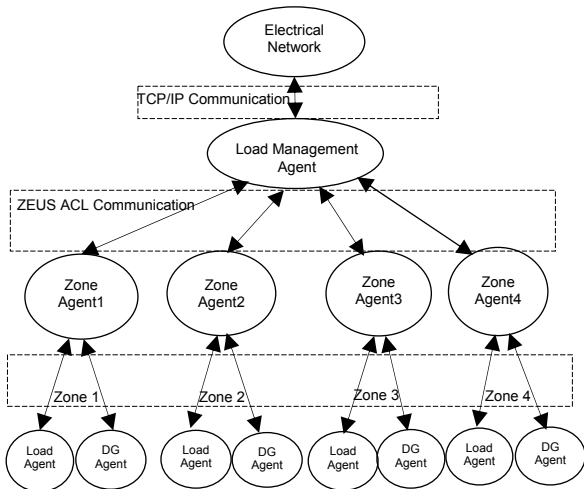 Electrical
Network
TCP/IP Communication
Load Management
Agent
ZEUS ACL Communication
Zone
Agent1
Zone
Agent2
Zone
Agent3
Zone
Agent4
Zone 1
Zone 2
Zone 3
Zone 4
Load
Agent
DG
Agent
Load
Agent
DG
Agent
Load
Agent
DG
Agent
Load
Agent
DG
Agent